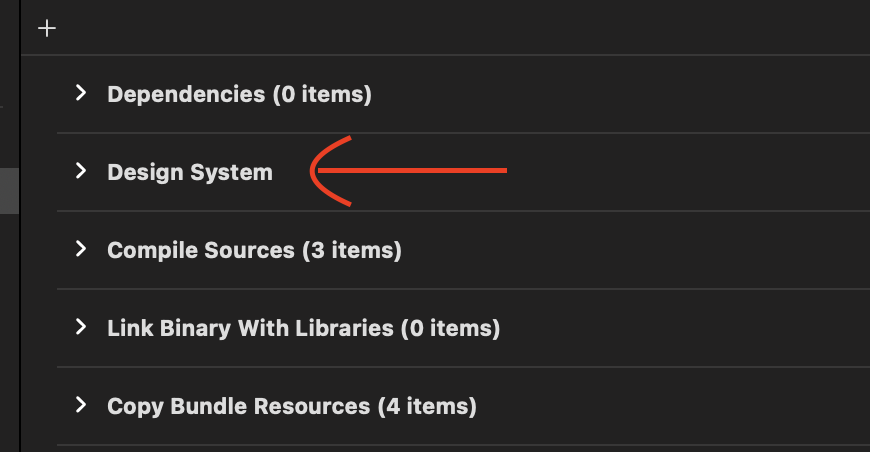 Dependencies (0 items)
Design System
Compile Sources (3 items)
Link Binary With Libraries (0 items)
Copy Bundle Resources (4 items)